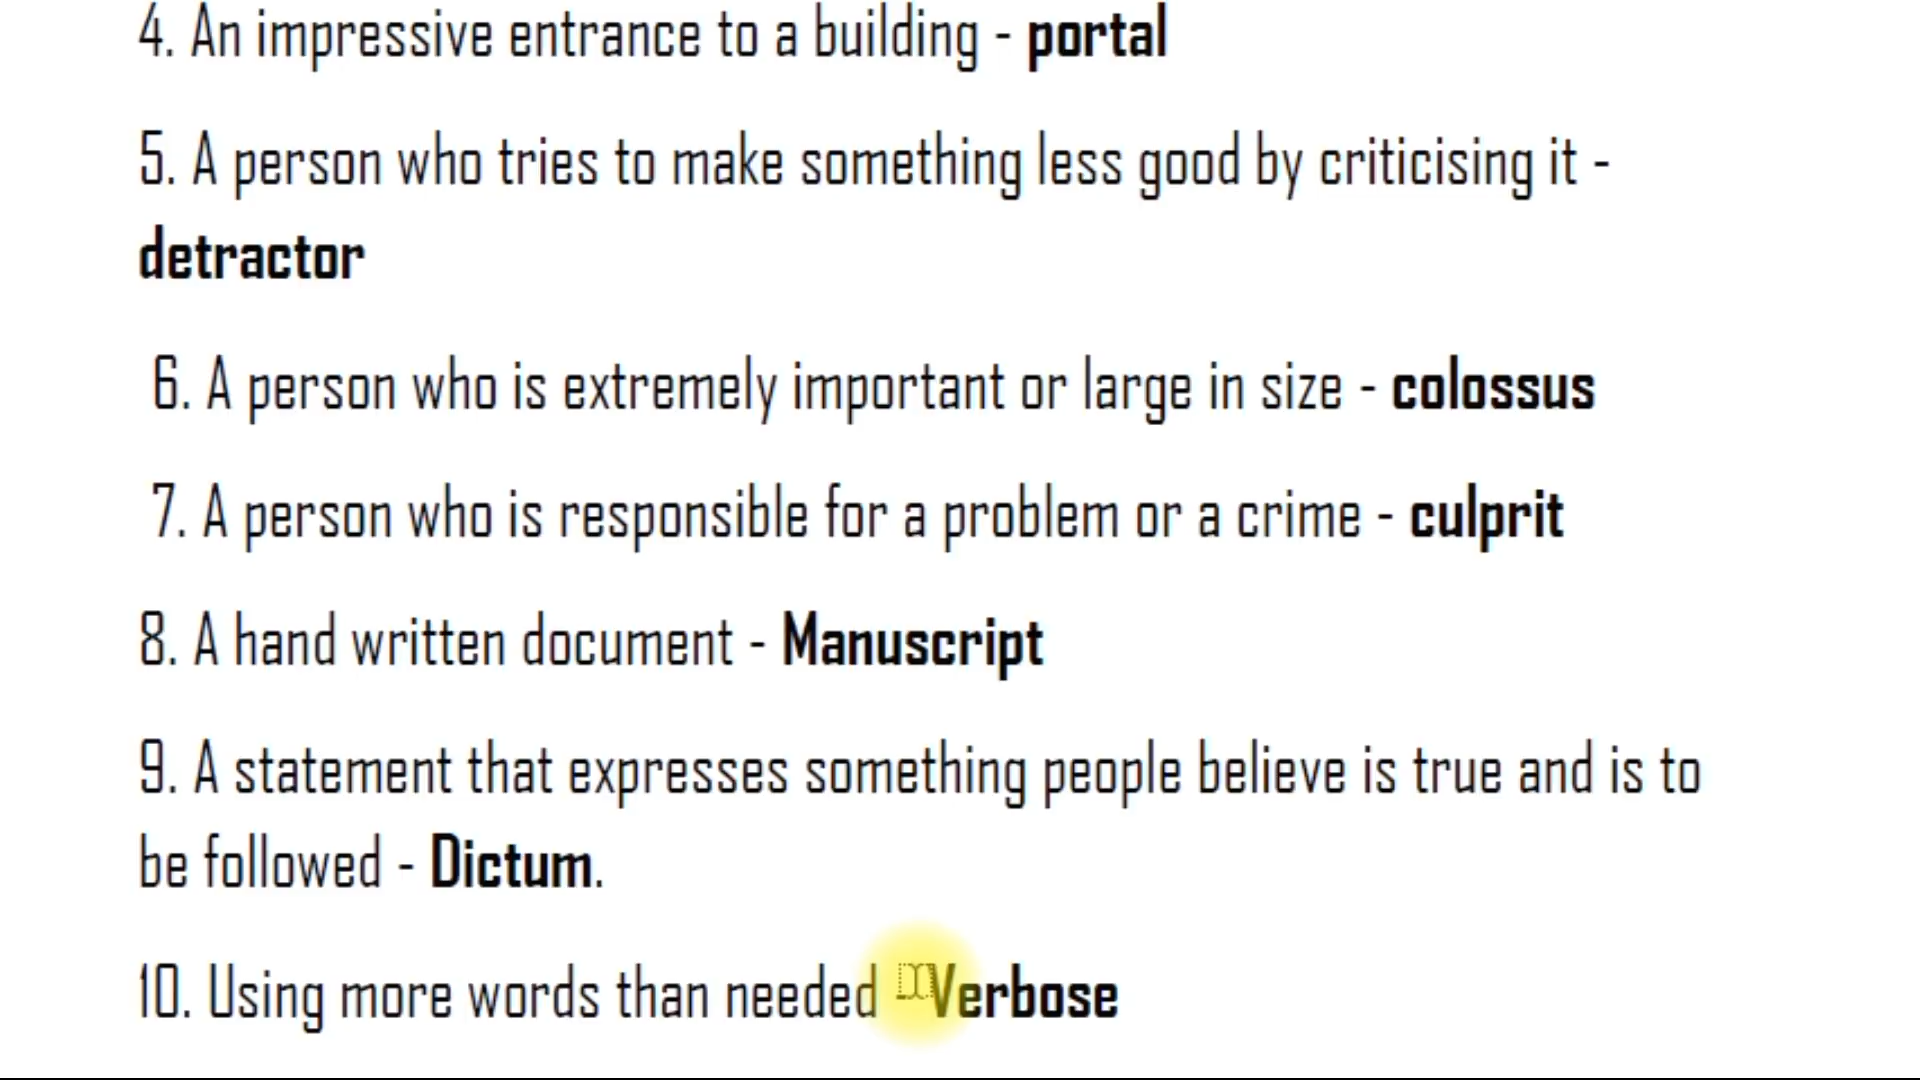 4. An impressive entrance to a building - portal
5. A person who tries to make something less good by criticising it -
detractor
6. A person who is extremely important or large in size - colossus
7. A person who is responsible for a problem or a crime - culprit
8. A hand written document - Manuscript
9. A statement that expresses something people believe is true and is to
be followed - Dictum.
10. Using more words than needed - Verbose